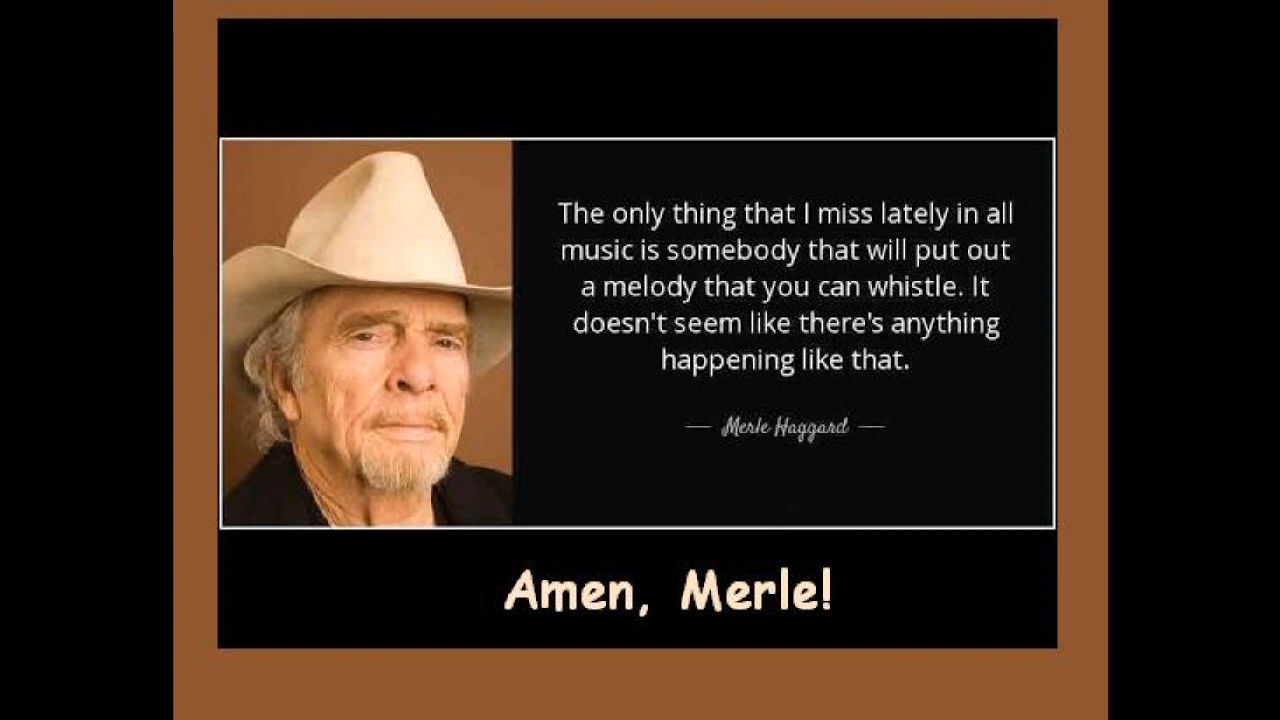 The only thing that I miss lately in all
music is somebody that will put out
a melody that you can whistle. It
doesn't seem like there's anything
happening like that.
— Merle Haggard —
Amen, Merle!